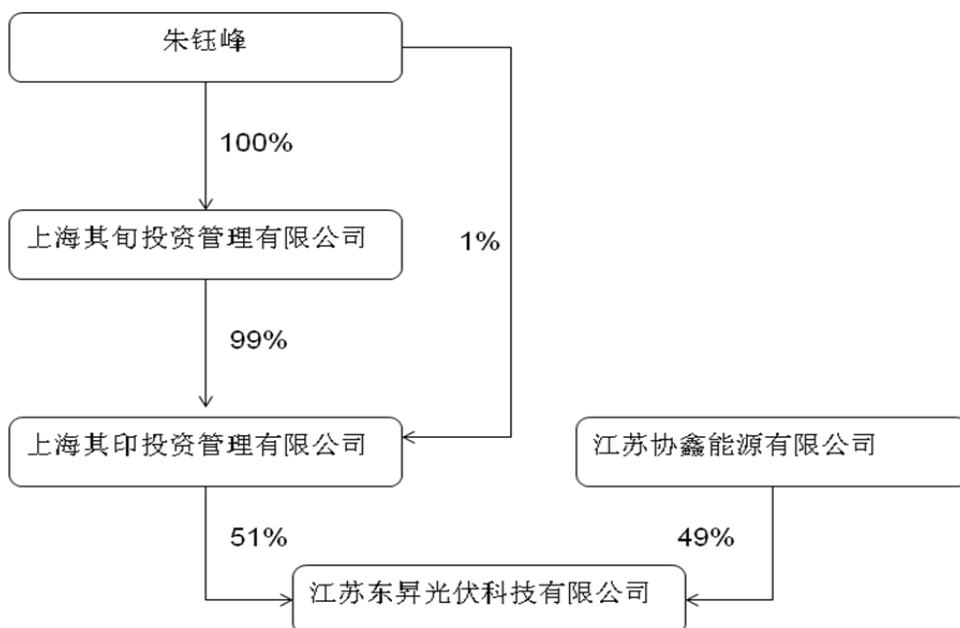 朱钰峰
100%
上海其旬投资管理有限公司
1%
99%
上海其印投资管理有限公司
江苏协鑫能源有限公司
51%
49%
江苏东昇光伏科技有限公司